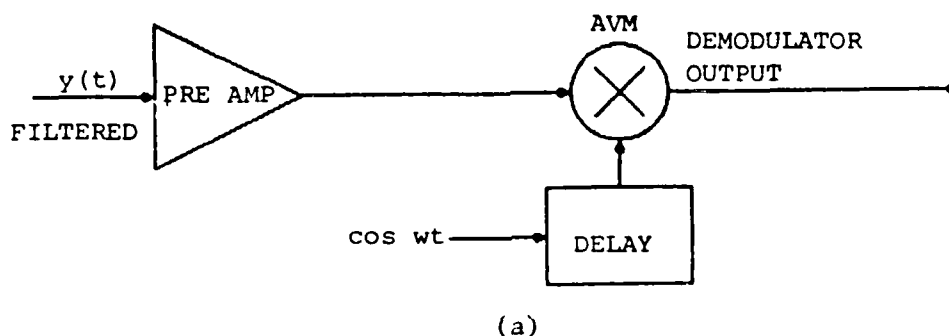 AVM
DEMODULATOR
OUTPUT
y(t)
PRE AMP
FILTERED
cos wt
DELAY
(a)